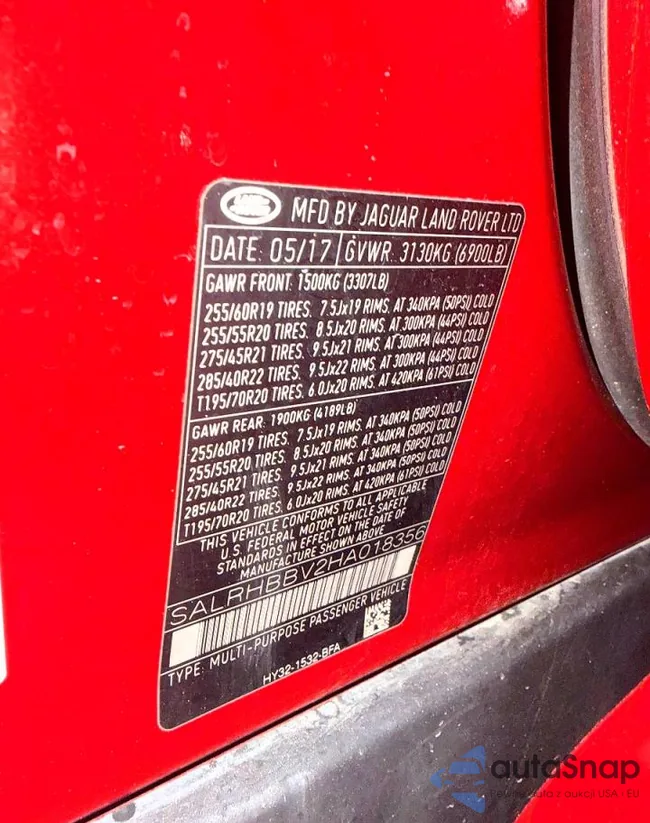 LAND ROVER
MFD BY JAGUAR LAND ROVER LTD
DATE: 05/17 GVWR. 3130KG (6900LB)
GAWR FRONT: 1500KG (3307LB)
255/60R19 TIRES, 7.5Jx19 RIMS, AT 340KPA (50PSI) COLD
255/55R20 TIRES, 8.5Jx20 RIMS, AT 300KPA (44PSI) COLD
275/45R21 TIRES, 9.5Jx21 RIMS, AT 300KPA (44PSI) COLD
285/40R22 TIRES, 9.5Jx22 RIMS, AT 300KPA (44PSI) COLD
T195/70R20 TIRES, 6.0Jx20 RIMS, AT 420KPA (61PSI) COLD
GAWR REAR: 1900KG (4189LB)
255/60R19 TIRES, 7.5Jx19 RIMS, AT 340KPA (50PSI) COLD
255/55R20 TIRES, 8.5Jx20 RIMS, AT 340KPA (50PSI) COLD
275/45R21 TIRES, 9.5Jx21 RIMS, AT 340KPA (50PSI) COLD
285/40R22 TIRES, 9.5Jx22 RIMS, AT 340KPA (50PSI) COLD
T195/70R20 TIRES, 6.0Jx20 RIMS, AT 420KPA (61PSI) COLD
THIS VEHICLE CONFORMS TO ALL APPLICABLE
U.S. FEDERAL MOTOR VEHICLE SAFETY
STANDARDS IN EFFECT ON THE DATE OF
MANUFACTURE SHOWN ABOVE
SALRHBBV2HA018356
TYPE: MULTI-PURPOSE PASSENGER VEHICLE
HY32-1532-BFA
autaSnap
auta z aukcji USA - EU